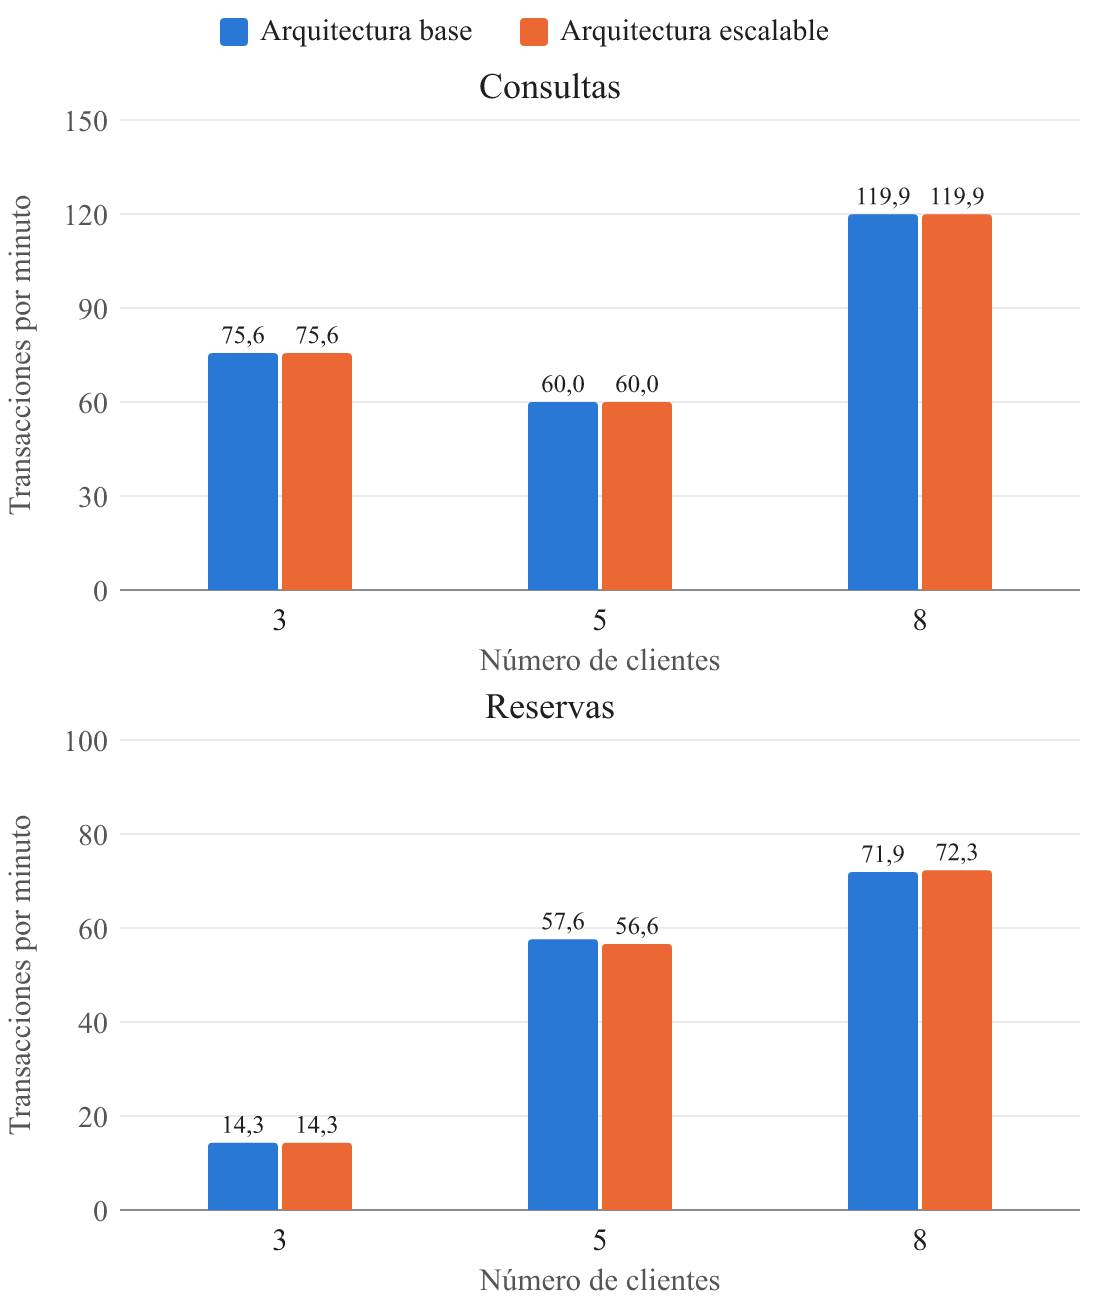 Arquitectura base Arquitectura escalable
Consultas
Transacciones por minuto
150
120
90
60
30
0
75,6 75,6
60,0 60,0
119,9 119,9
3 5 8
Número de clientes
Reservas
Transacciones por minuto
100
80
60
40
20
0
14,3 14,3
57,6 56,6
71,9 72,3
3 5 8
Número de clientes